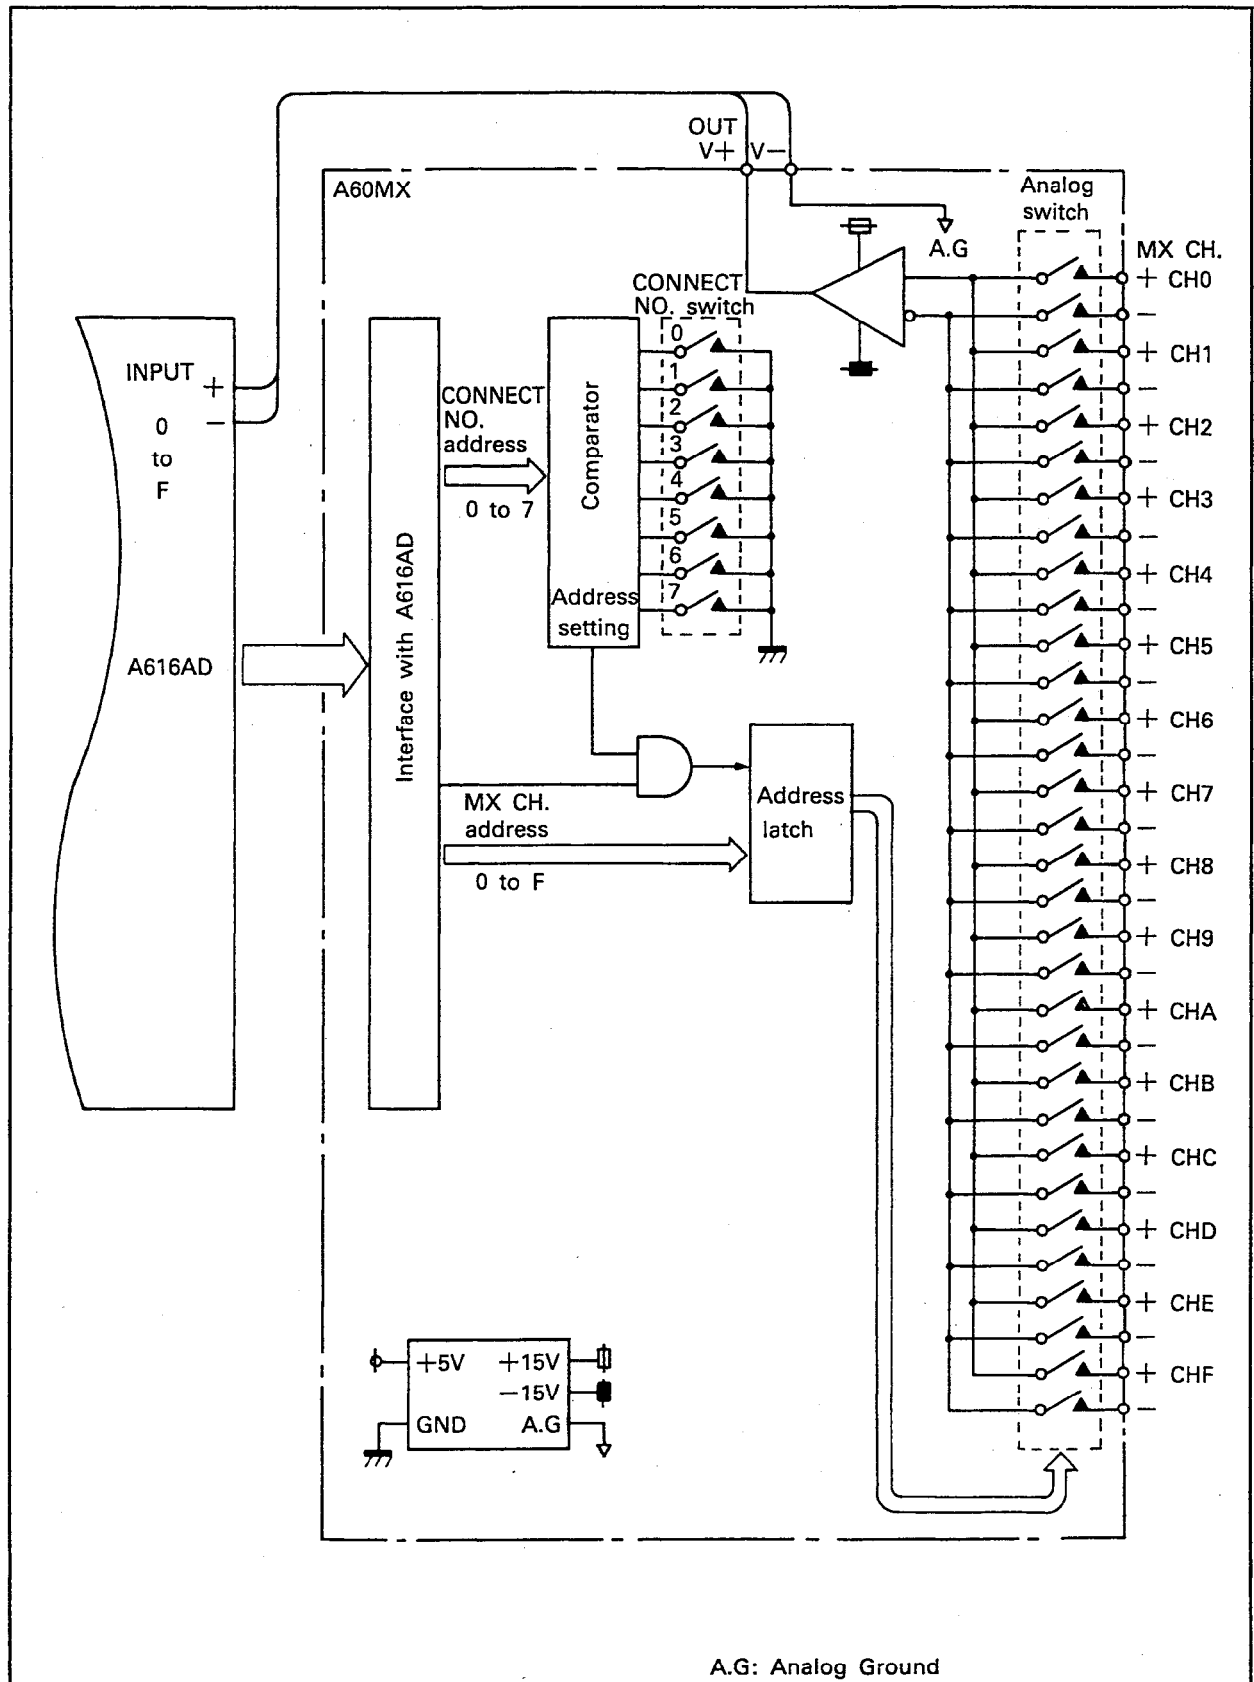 OUT
V+ V−
A60MX
Analog
switch
A.G
MX CH.
CONNECT
NO. switch
+ CH0
−
+ CH1
−
+ CH2
−
+ CH3
−
+ CH4
−
+ CH5
−
+ CH6
−
+ CH7
−
+ CH8
−
+ CH9
−
+ CHA
−
+ CHB
−
+ CHC
−
+ CHD
−
+ CHE
−
+ CHF
−
0
1
2
3
4
5
6
7
INPUT +
−
0
to
F
A616AD
CONNECT
NO.
address
0 to 7
Comparator
Address
setting
Interface with A616AD
MX CH.
address
0 to F
Address
latch
+5V +15V
−15V
GND A.G
A.G: Analog Ground